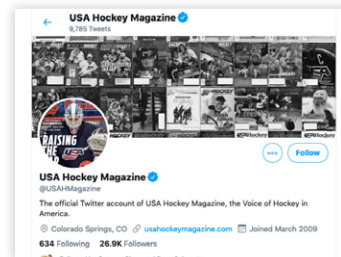 USA Hockey Magazine
9,785 Tweets
RAISING
THE
USA
Follow
USA Hockey Magazine
@USAHMagazine
The official Twitter account of USA Hockey Magazine, the Voice of Hockey in
America.
Colorado Springs, CO usahockeymagazine.com Joined March 2009
634 Following 26.9K Followers